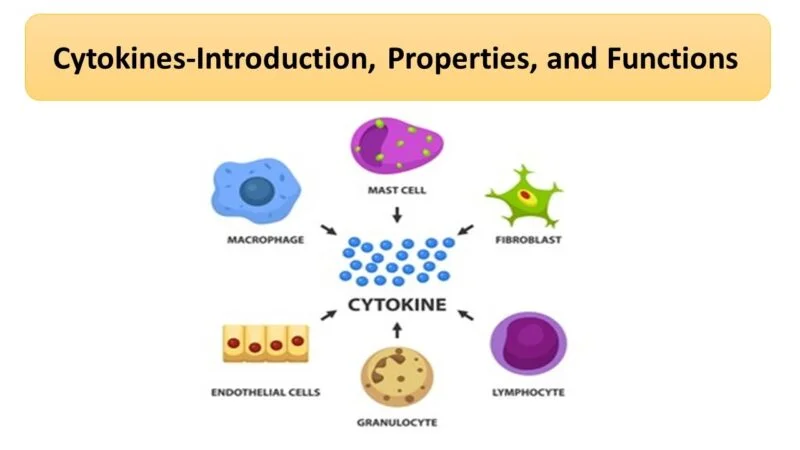 Cytokines-Introduction, Properties, and Functions
MAST CELL
MACROPHAGE
FIBROBLAST
CYTOKINE
ENDOTHELIAL CELLS
LYMPHOCYTE
GRANULOCYTE